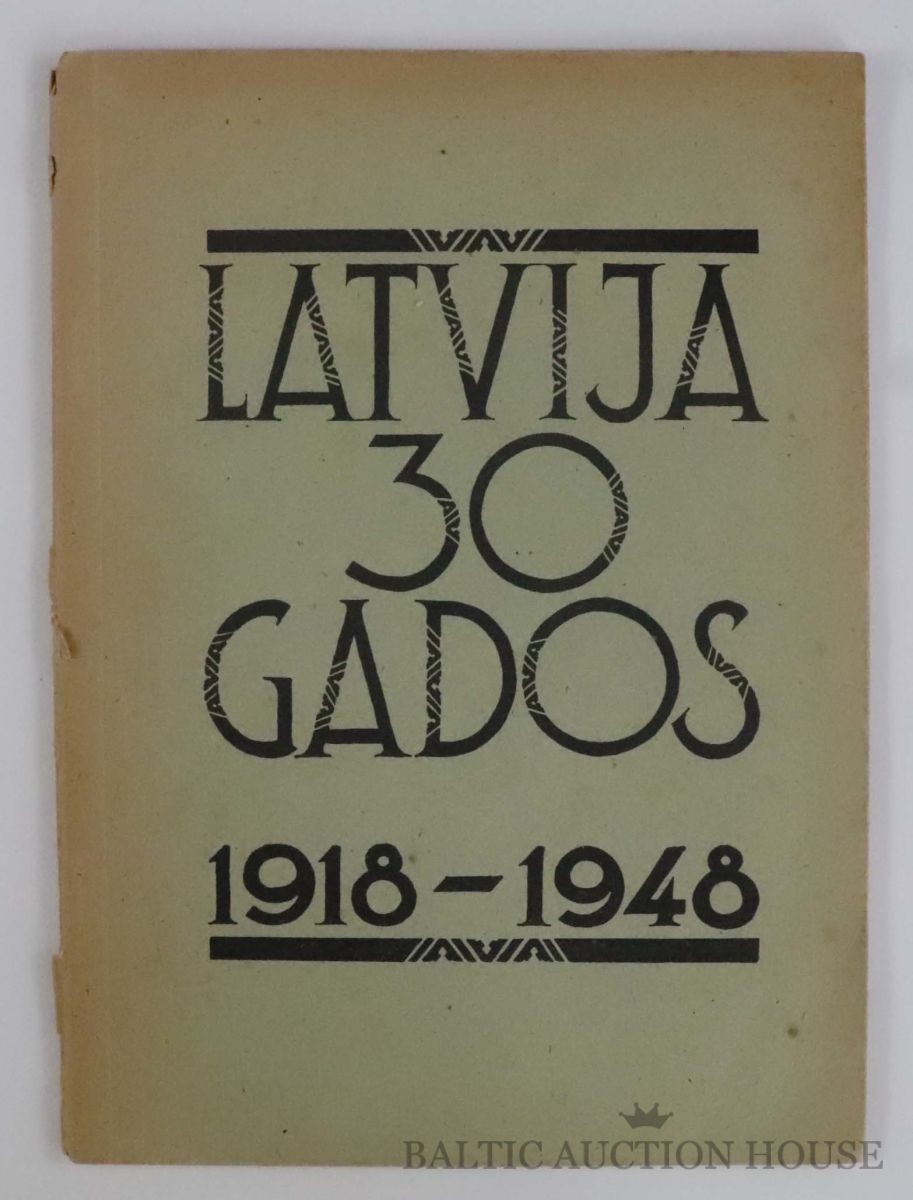 LATVIJA
30
GADOS
1918-1948
BALTIC AUCTION HOUSE